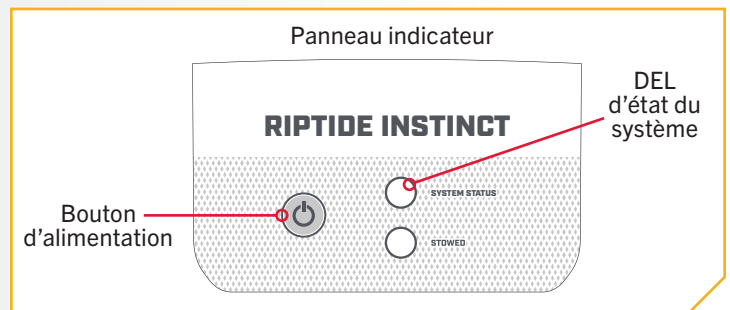 Panneau indicateur
DEL
d’état du
système
RIPTIDE INSTINCT
SYSTEM STATUS
Bouton
d’alimentation
STOWED